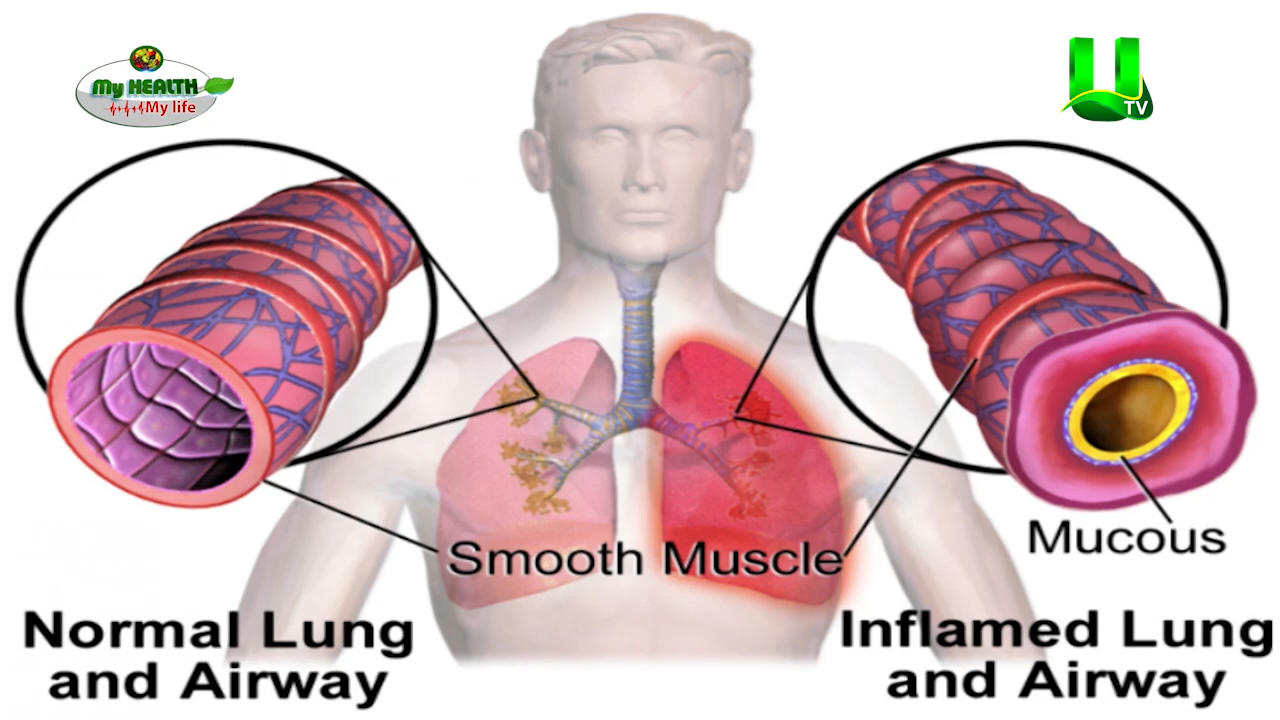 My HEALTH
My life
U
TV
Smooth Muscle
Mucous
Normal Lung
and Airway
Inflamed Lung
and Airway